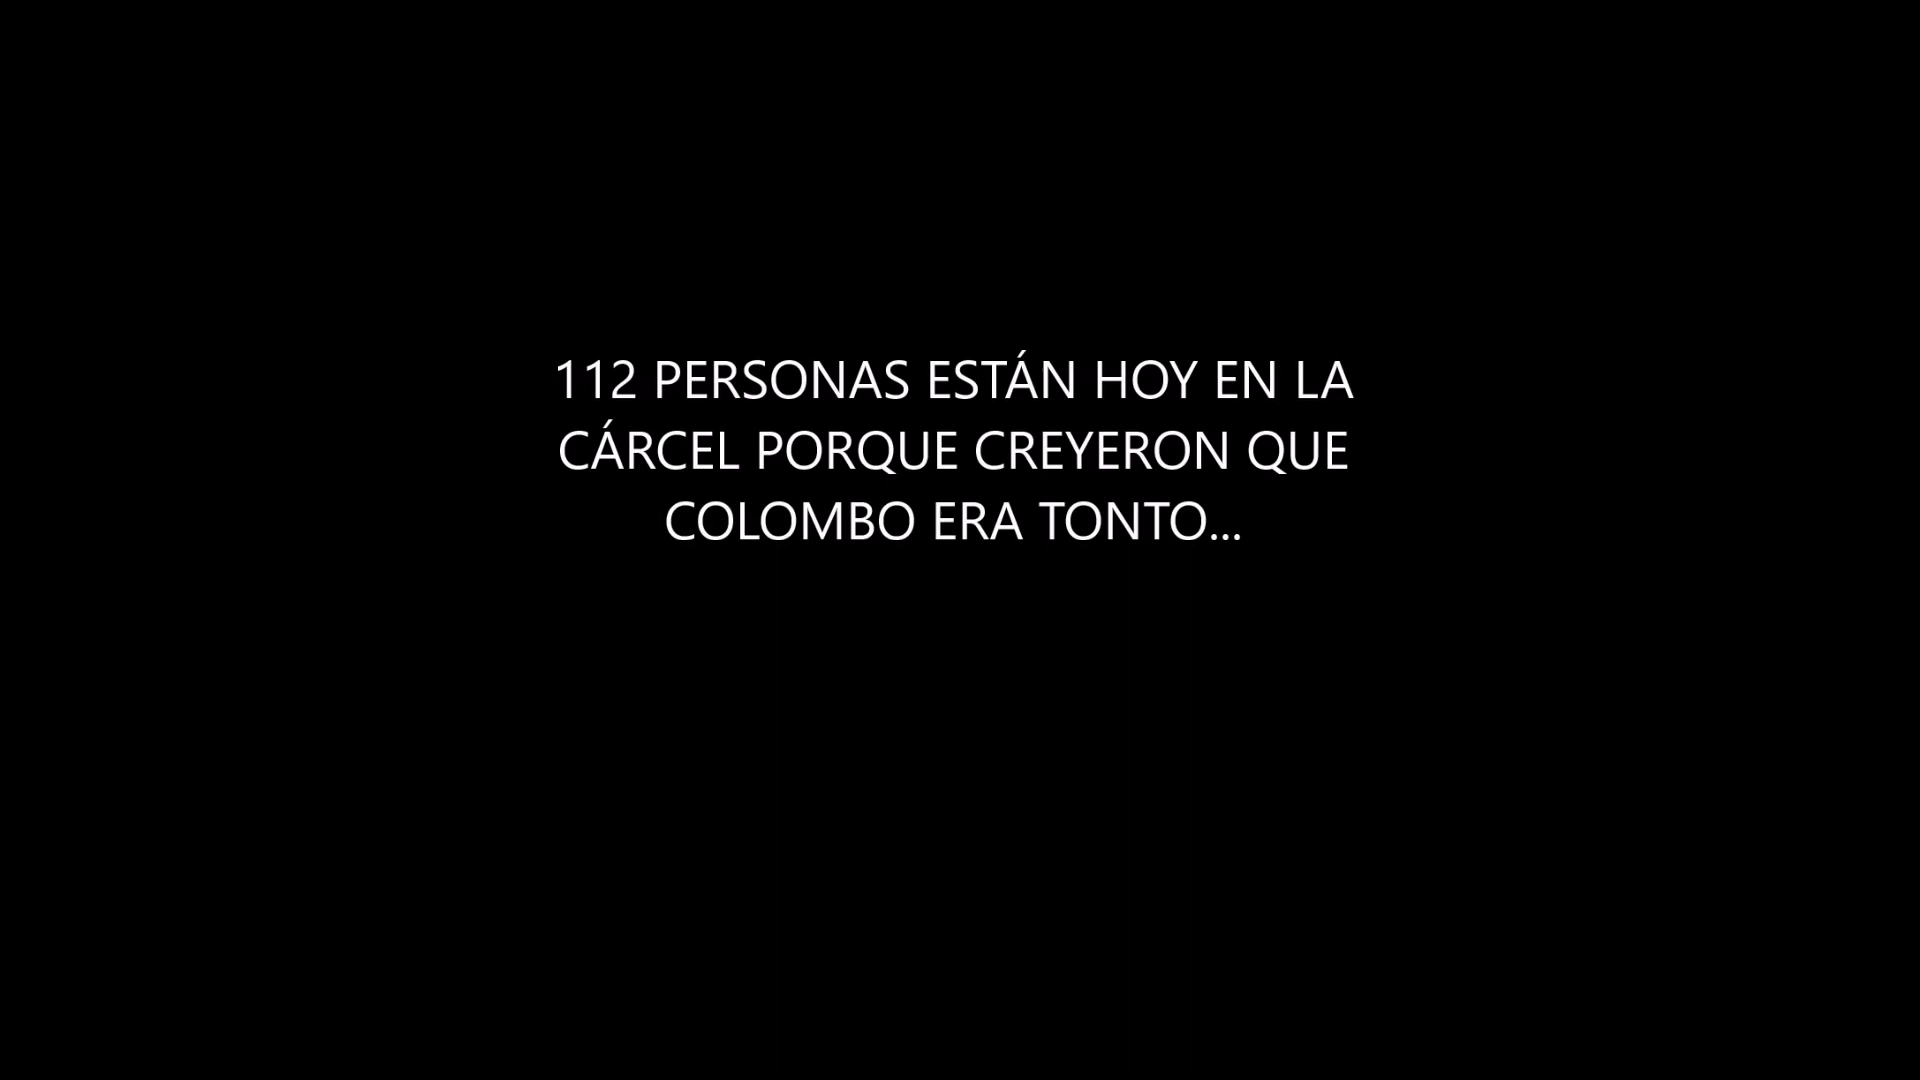 112 PERSONAS ESTÁN HOY EN LA
CÁRCEL PORQUE CREYERON QUE
COLOMBO ERA TONTO...